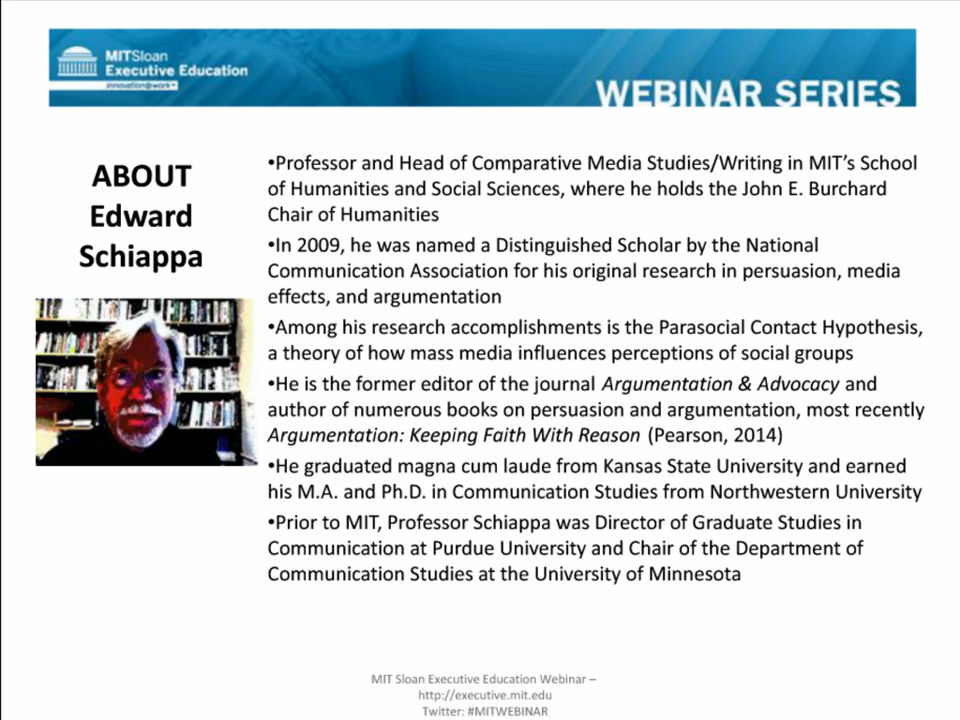 MITSloan
Executive Education
innovation@work™
WEBINAR SERIES
ABOUT
Edward
Schiappa
•Professor and Head of Comparative Media Studies/Writing in MIT's School
of Humanities and Social Sciences, where he holds the John E. Burchard
Chair of Humanities
•In 2009, he was named a Distinguished Scholar by the National
Communication Association for his original research in persuasion, media
effects, and argumentation
•Among his research accomplishments is the Parasocial Contact Hypothesis,
a theory of how mass media influences perceptions of social groups
•He is the former editor of the journal Argumentation & Advocacy and
author of numerous books on persuasion and argumentation, most recently
Argumentation: Keeping Faith With Reason (Pearson, 2014)
•He graduated magna cum laude from Kansas State University and earned
his M.A. and Ph.D. in Communication Studies from Northwestern University
•Prior to MIT, Professor Schiappa was Director of Graduate Studies in
Communication at Purdue University and Chair of the Department of
Communication Studies at the University of Minnesota
MIT Sloan Executive Education Webinar –
http://executive.mit.edu
Twitter: #MITWEBINAR